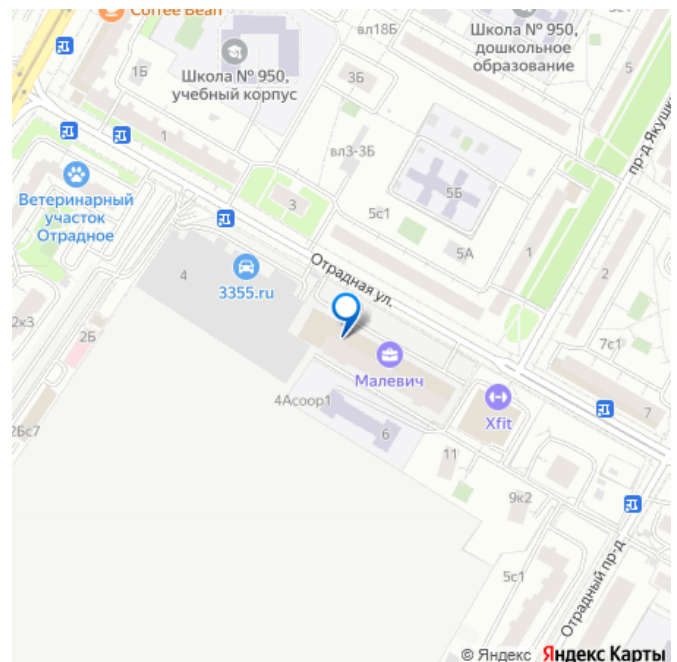 Coffee Bean
вл18Б
Школа № 950,
дошкольное
образование
5
1Б
Школа № 950,
учебный корпус
3Б
пр-д Якушк
1
вл3-3Б
Ветеринарный
участок
Отрадное
5Б
3
5с1
5А
1
2
4
3355.ru
Отрадная ул.
2к3
2Б
7с1
Малевич
4Асоор1
Xfit
7
2Бс7
6
11
9к2
5с1
Отрадный пр-д
© Яндекс Яндекс Карты